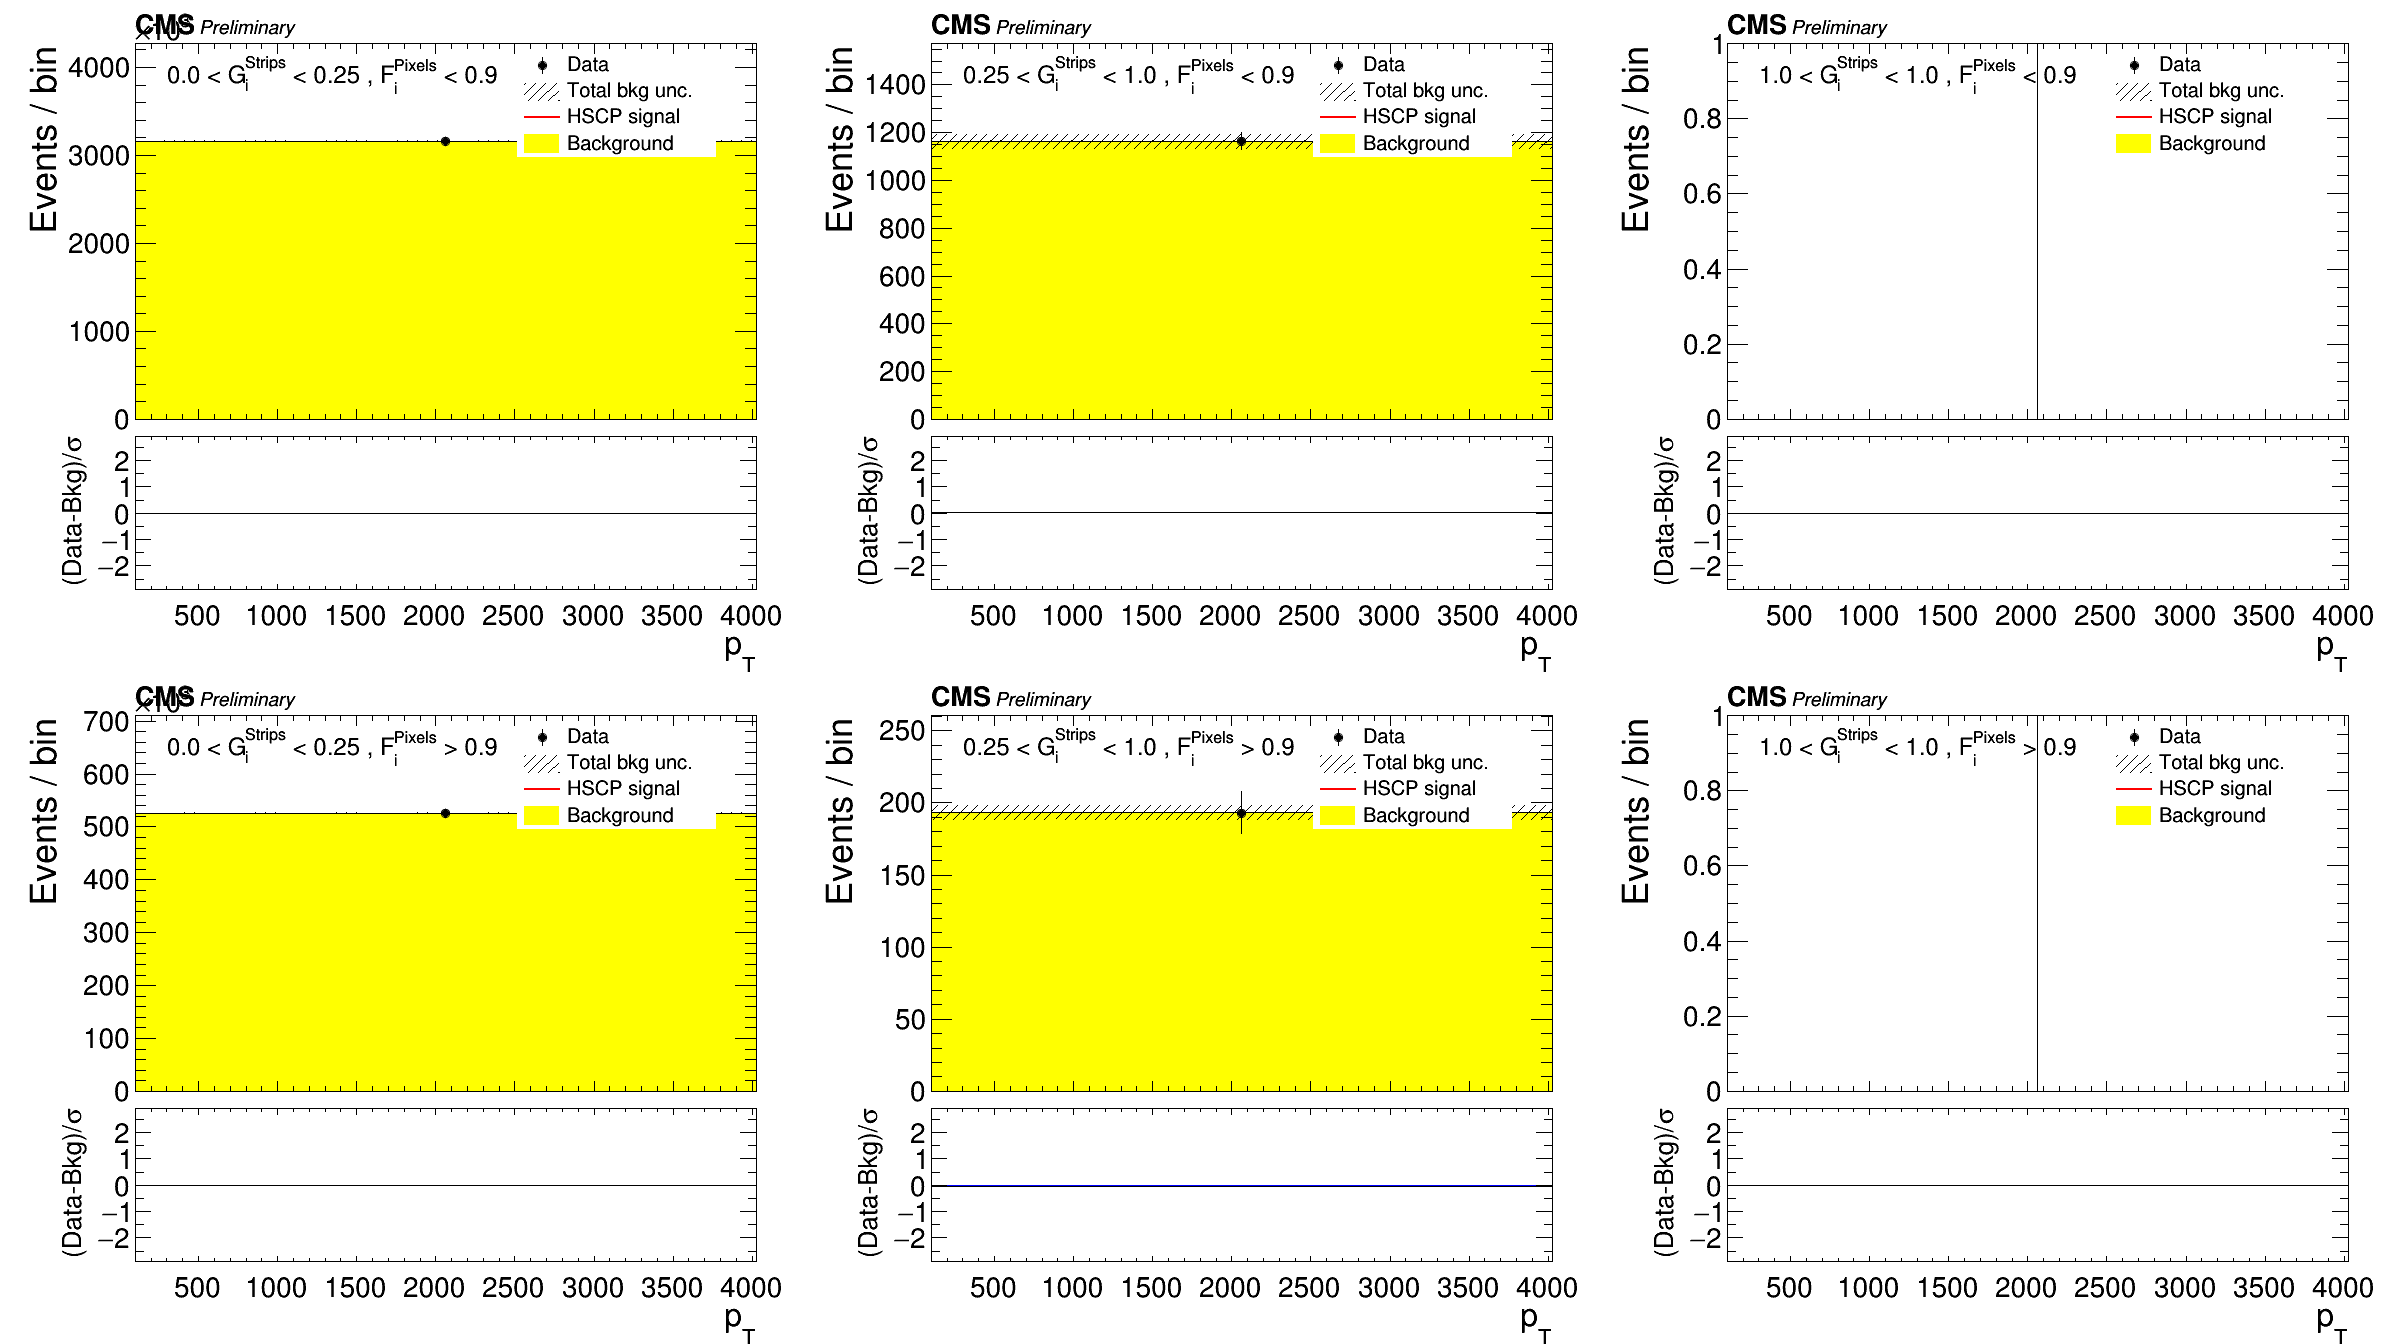 CMS Preliminary
×10³
Events / bin
0.0 < G_i^Strips < 0.25 , F_i^Pixels < 0.9
Data
Total bkg unc.
HSCP signal
Background
4000
3000
2000
1000
0
(Data-Bkg)/σ
2
1
0
−1
−2
500 1000 1500 2000 2500 3000 3500 4000
p_T
CMS Preliminary
Events / bin
0.25 < G_i^Strips < 1.0 , F_i^Pixels < 0.9
Data
Total bkg unc.
HSCP signal
Background
1400
1200
1000
800
600
400
200
0
(Data-Bkg)/σ
2
1
0
−1
−2
500 1000 1500 2000 2500 3000 3500 4000
p_T
CMS Preliminary
Events / bin
1.0 < G_i^Strips < 1.0 , F_i^Pixels < 0.9
Data
Total bkg unc.
HSCP signal
Background
1
0.8
0.6
0.4
0.2
0
(Data-Bkg)/σ
2
1
0
−1
−2
500 1000 1500 2000 2500 3000 3500 4000
p_T
CMS Preliminary
×10³
Events / bin
0.0 < G_i^Strips < 0.25 , F_i^Pixels > 0.9
Data
Total bkg unc.
HSCP signal
Background
700
600
500
400
300
200
100
0
(Data-Bkg)/σ
2
1
0
−1
−2
500 1000 1500 2000 2500 3000 3500 4000
p_T
CMS Preliminary
Events / bin
0.25 < G_i^Strips < 1.0 , F_i^Pixels > 0.9
Data
Total bkg unc.
HSCP signal
Background
250
200
150
100
50
0
(Data-Bkg)/σ
2
1
0
−1
−2
500 1000 1500 2000 2500 3000 3500 4000
p_T
CMS Preliminary
Events / bin
1.0 < G_i^Strips < 1.0 , F_i^Pixels > 0.9
Data
Total bkg unc.
HSCP signal
Background
1
0.8
0.6
0.4
0.2
0
(Data-Bkg)/σ
2
1
0
−1
−2
500 1000 1500 2000 2500 3000 3500 4000
p_T